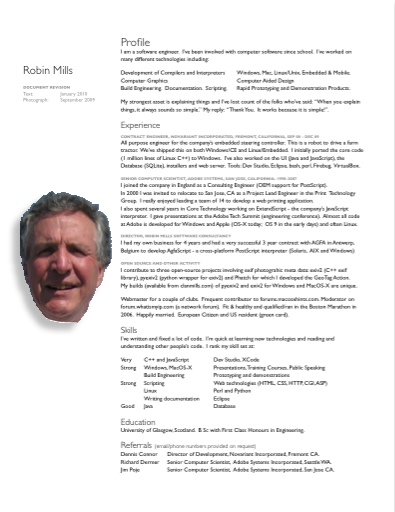 Robin Mills
DOCUMENT REVISION
Text: January 2010
Photograph: September 2009
Profile
I am a software engineer. I've been involved with computer software since school. I've worked on
many different technologies including:
Development of Compilers and Interpreters Windows, Mac, Linux/Unix, Embedded & Mobile,
Computer Graphics Computer Aided Design
Build Engineering. Documentation. Scripting. Rapid Prototyping and Demonstration Products.
My strongest asset is explaining things and I've lost count of the folks who've said: "When you explain
things, it always sounds so simple." My reply: "Thank You. It works because it is simple!".
Experience
CONTRACT ENGINEER, NOVARIANT INCORPORATED, FREMONT, CALIFORNIA.
All purpose engineer for the company's embedded steering controller. This is a robot to drive a farm
tractor. We've shipped this on both Windows/CE and Linux/Embedded. I initially ported the core code
(1 million lines of Linux C++) to Windows. I've also worked on the UI (Java and JavaScript), the
Database (SQLite), installers and web server. Tools: Dev Studio, Eclipse, bash, perl, Firebug, VirtualBox.
SENIOR COMPUTER SCIENTIST, ADOBE SYSTEMS, SAN JOSE, CALIFORNIA. 1998-2007
I joined the company in England as a Consulting Engineer (OEM support for PostScript).
In 2000 I was invited to relocate to San Jose, CA as a Project Lead Engineer in the Print Technology
Group. I really enjoyed leading a team of 14 to develop a web-printing application.
I also spent several years in Core Technology working on ExtendScript - the company's JavaScript
interpreter. I gave presentations at the Adobe Tech Summit (engineering conference). Almost all code
at Adobe is developed for Windows and Apple (OS-X today; OS 9 in the early days) and often Linux.
DIRECTOR, ROBIN MILLS SOFTWARE CONSULTANCY
I had my own business for 4 years and had a very successful 3 year contract with AGFA in Antwerp,
Belgium to develop AgfaScript - a cross-platform PostScript interpreter (Solaris, AIX and Windows)
OPEN SOURCE AND OTHER ACTIVITY
I contribute to three open-source projects involving self photographic meta data exiv2 (C++ self
library), pyexiv2 (python wrapper for exiv2) and Phatch for which I developed the GeoTag Action.
My builds (available on clanmills.com) of pyexiv2 and exiv2 for Windows and MacOS-X are unique.
Webmaster for a couple of clubs. Frequent contributor to forums.macosxhints.com. Moderator on
forum.whatismyip.com (a network forum). Fit & healthy and qualified/ran in the Boston Marathon in
2006. Happily married. European Citizen and US resident (green card).
Skills
I've written and fixed a lot of code. I'm quick at learning new technologies and reading and
understanding other people's code. I rank my skill set at:
Very C++ and JavaScript Dev Studio, XCode
Strong Windows, MacOS-X Presentations, Training Courses, Public Speaking
Build Engineering Prototyping and demonstrations
Strong Scripting Web technologies (HTML, CSS, HTTP, CGI, ASP)
Linux Perl and Python
Writing documentation Eclipse
Good Java Database
Education
University of Glasgow, Scotland. B Sc with First Class Honours in Engineering.
Referrals (email/phone numbers provided on request)
Dennis Connor Director of Development, Novariant Incorporated, Fremont, CA.
Richard Dermer Senior Computer Scientist, Adobe Systems Incorporated, Seattle WA.
Jim Pojs Senior Computer Scientist, Adobe Systems Incorporated, San Jose CA.